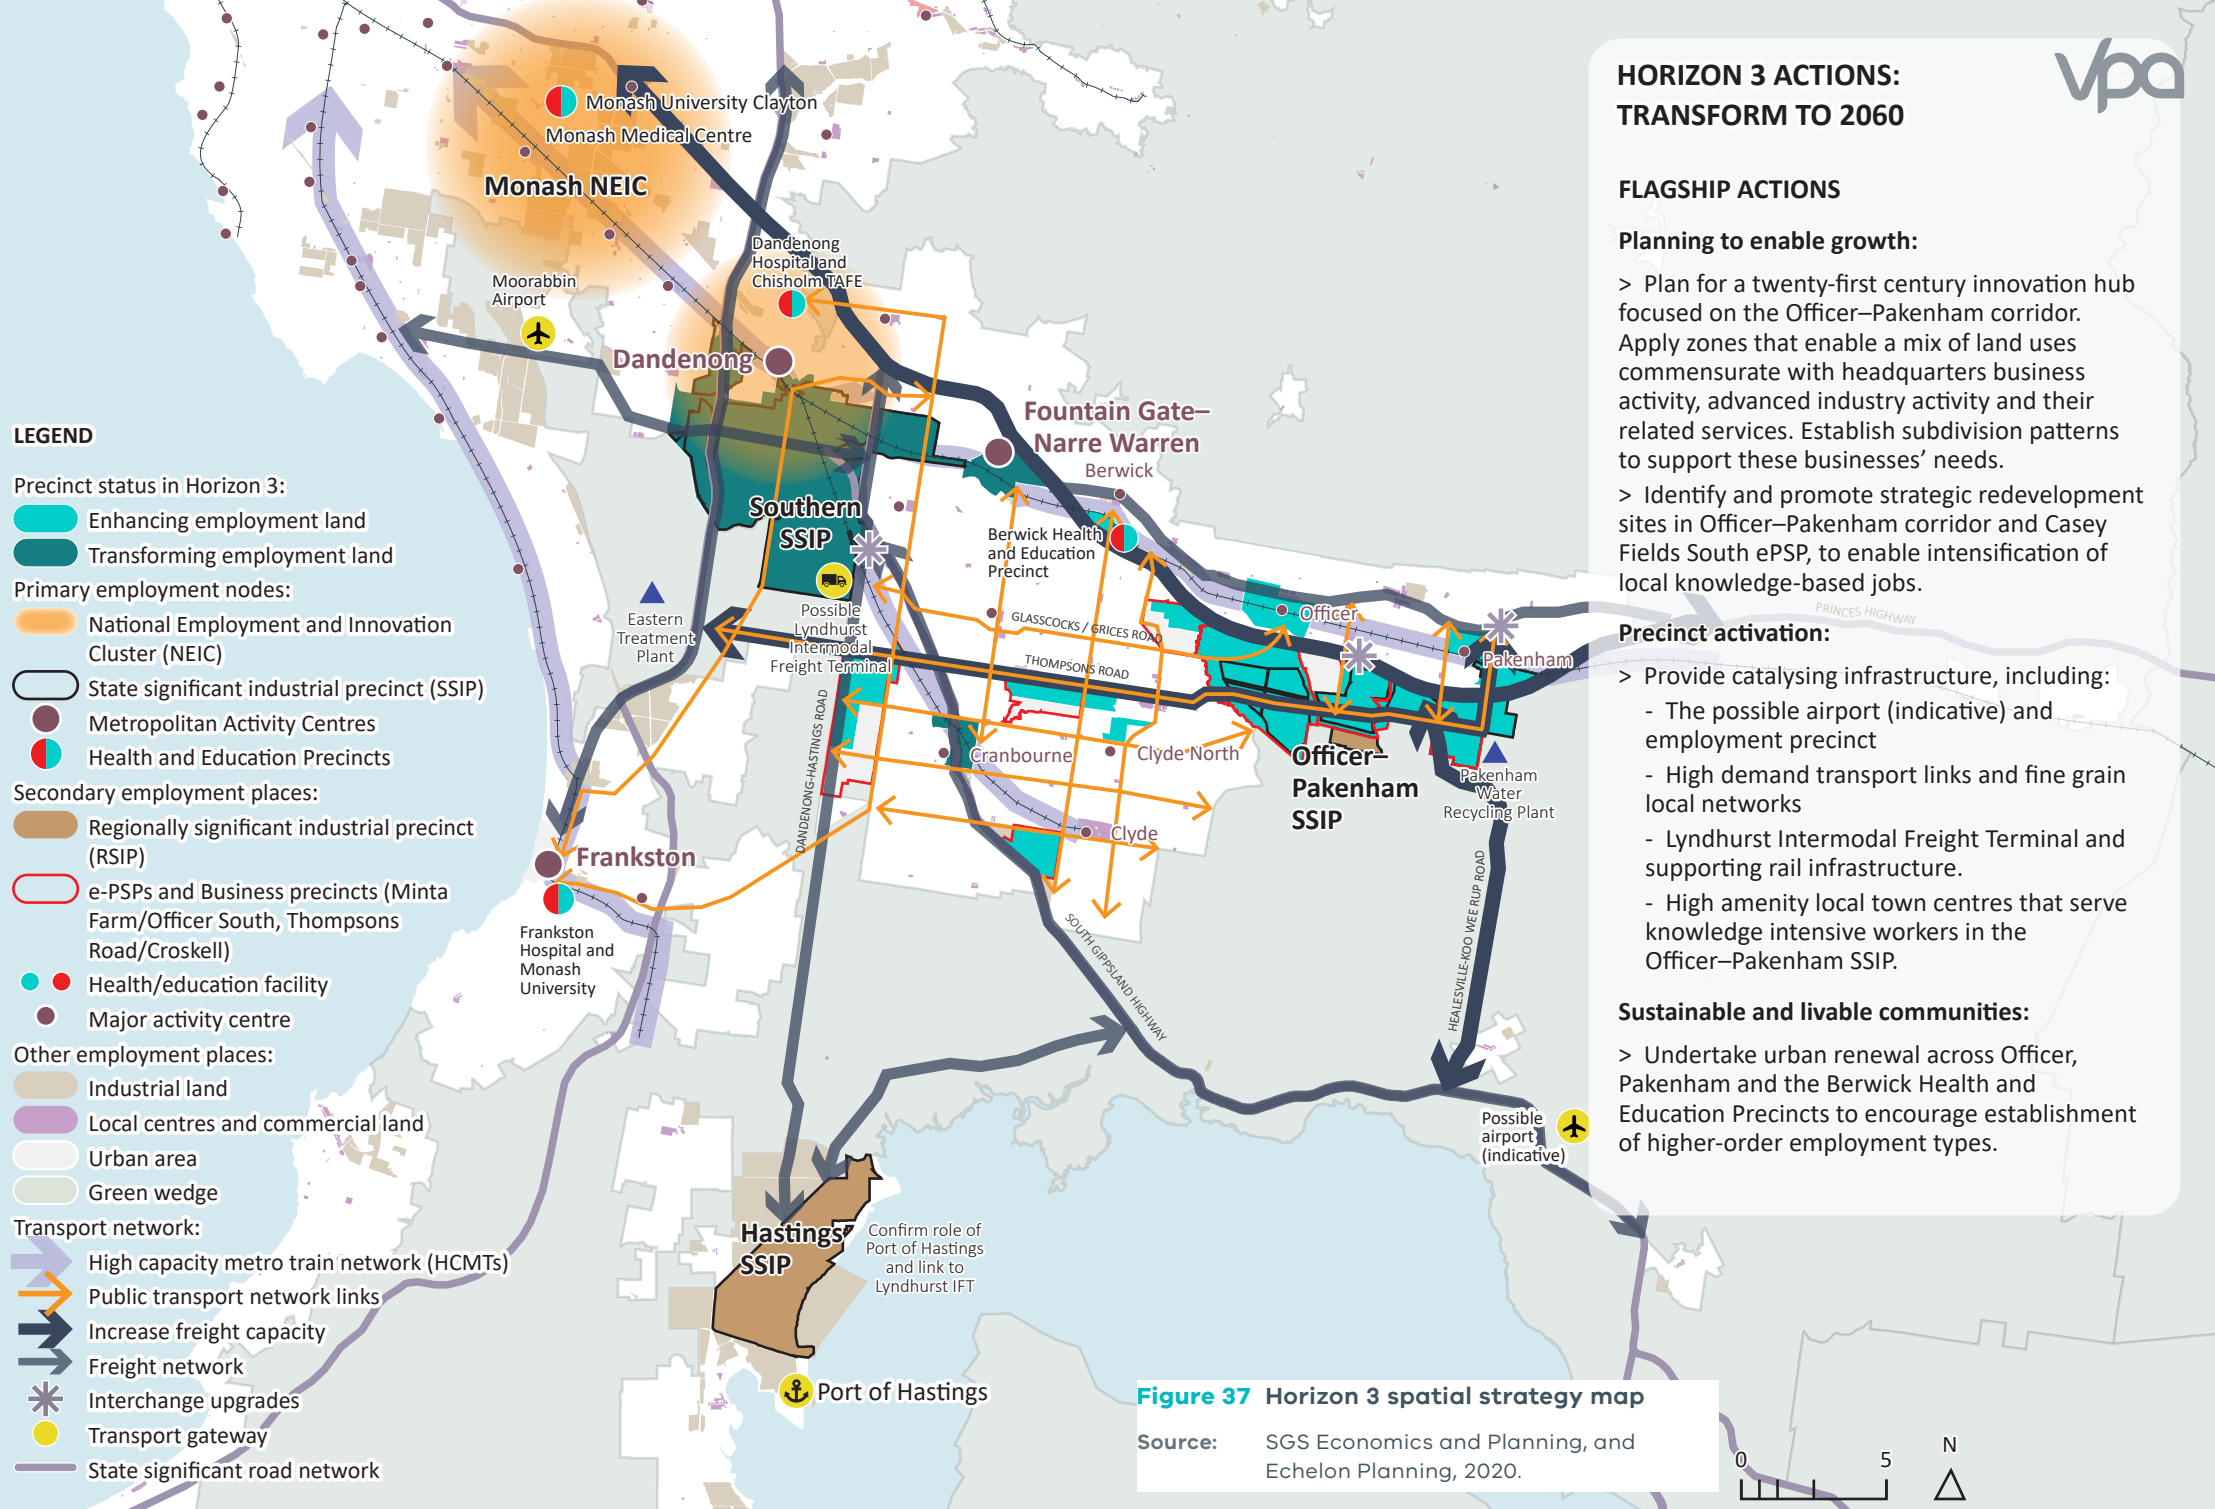 Monash University Clayton
Monash Medical Centre
Monash NEIC
Dandenong
Hospital and
Chisholm TAFE
Moorabbin
Airport
Dandenong
Fountain Gate–
Narre Warren
Berwick
Southern
SSIP
Berwick Health
and Education
Precinct
Eastern
Treatment
Plant
Possible
Lyndhurst
Intermodal
Freight Terminal
GLASSCOCKS / GRICES ROAD
THOMPSONS ROAD
DANDENONG-HASTINGS ROAD
Officer
Pakenham
PRINCES HIGHWAY
Cranbourne
Clyde North
Officer–
Pakenham
SSIP
Pakenham
Water
Recycling Plant
Clyde
Frankston
Frankston
Hospital and
Monash
University
SOUTH GIPPSLAND HIGHWAY
HEALESVILLE-KOO WEE RUP ROAD
Possible
airport
(indicative)
Hastings
SSIP
Confirm role of
Port of Hastings
and link to
Lyndhurst IFT
Port of Hastings
LEGEND
Precinct status in Horizon 3:
Enhancing employment land
Transforming employment land
Primary employment nodes:
National Employment and Innovation
Cluster (NEIC)
State significant industrial precinct (SSIP)
Metropolitan Activity Centres
Health and Education Precincts
Secondary employment places:
Regionally significant industrial precinct
(RSIP)
e-PSPs and Business precincts (Minta
Farm/Officer South, Thompsons
Road/Croskell)
Health/education facility
Major activity centre
Other employment places:
Industrial land
Local centres and commercial land
Urban area
Green wedge
Transport network:
High capacity metro train network (HCMTs)
Public transport network links
Increase freight capacity
Freight network
Interchange upgrades
Transport gateway
State significant road network
vpa
HORIZON 3 ACTIONS:
TRANSFORM TO 2060
FLAGSHIP ACTIONS
Planning to enable growth:
> Plan for a twenty-first century innovation hub
focused on the Officer–Pakenham corridor.
Apply zones that enable a mix of land uses
commensurate with headquarters business
activity, advanced industry activity and their
related services. Establish subdivision patterns
to support these businesses’ needs.
> Identify and promote strategic redevelopment
sites in Officer–Pakenham corridor and Casey
Fields South ePSP, to enable intensification of
local knowledge-based jobs.
Precinct activation:
> Provide catalysing infrastructure, including:
- The possible airport (indicative) and
employment precinct
- High demand transport links and fine grain
local networks
- Lyndhurst Intermodal Freight Terminal and
supporting rail infrastructure.
- High amenity local town centres that serve
knowledge intensive workers in the
Officer–Pakenham SSIP.
Sustainable and livable communities:
> Undertake urban renewal across Officer,
Pakenham and the Berwick Health and
Education Precincts to encourage establishment
of higher-order employment types.
Figure 37 Horizon 3 spatial strategy map
Source: SGS Economics and Planning, and
Echelon Planning, 2020.
0 5
N